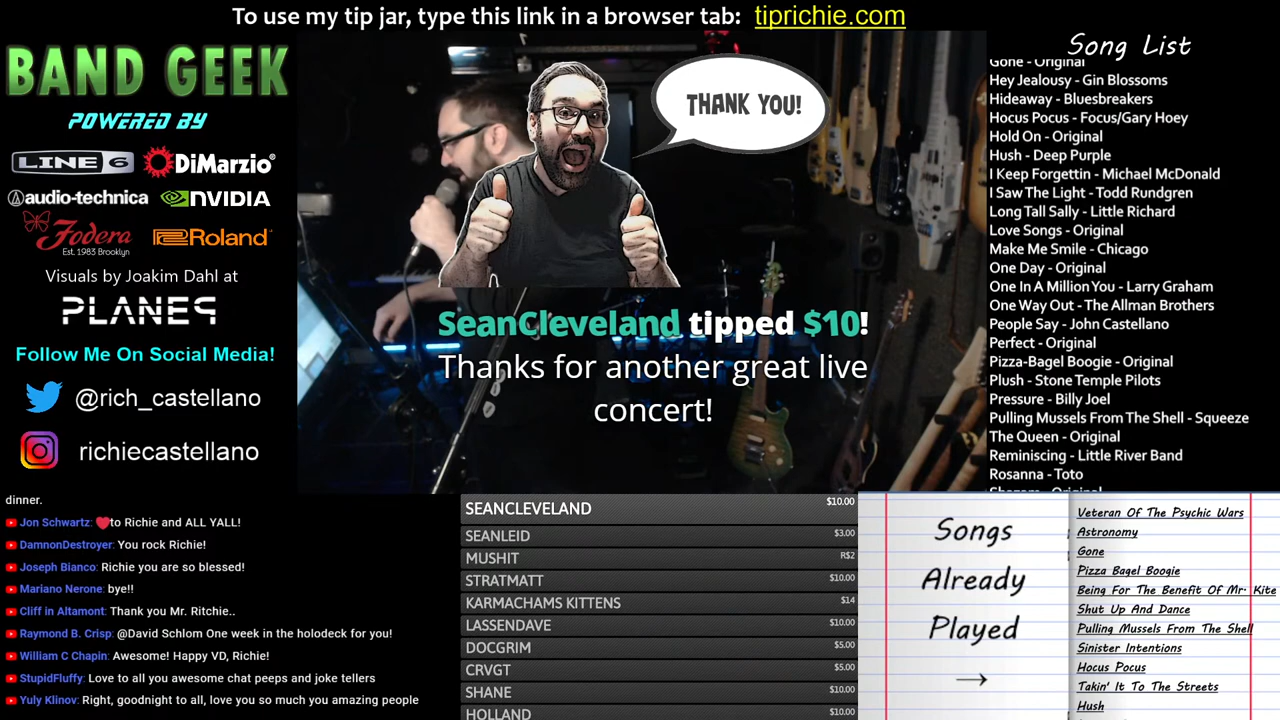 To use my tip jar, type this link in a browser tab: tiprichie.com
BAND GEEK
POWERED BY
LINE 6
DiMarzio
audio-technica
NVIDIA
Fodera
Est. 1983 Brooklyn
Roland
Visuals by Joakim Dahl at
PLANE9
Follow Me On Social Media!
@rich_castellano
richiecastellano
THANK YOU!
SeanCleveland tipped $10!
Thanks for another great live
concert!
Song List
Gone - Original
Hey Jealousy - Gin Blossoms
Hideaway - Bluesbreakers
Hocus Pocus - Focus/Gary Hoey
Hold On - Original
Hush - Deep Purple
I Keep Forgettin - Michael McDonald
I Saw The Light - Todd Rundgren
Long Tall Sally - Little Richard
Love Songs - Original
Make Me Smile - Chicago
One Day - Original
One In A Million You - Larry Graham
One Way Out - The Allman Brothers
People Say - John Castellano
Perfect - Original
Pizza-Bagel Boogie - Original
Plush - Stone Temple Pilots
Pressure - Billy Joel
Pulling Mussels From The Shell - Squeeze
The Queen - Original
Reminiscing - Little River Band
Rosanna - Toto
dinner.
Jon Schwartz: to Richie and ALL YALL!
DamnonDestroyer: You rock Richie!
Joseph Bianco: Richie you are so blessed!
Mariano Nerone: bye!!
Cliff in Altamont: Thank you Mr. Ritchie..
Raymond B. Crisp: @David Schlom One week in the holodeck for you!
William C Chapin: Awesome! Happy VD, Richie!
StupidFluffy: Love to all you awesome chat peeps and joke tellers
Yuly Klinov: Right, goodnight to all, love you so much you amazing people
SEANCLEVELAND $10.00
SEANLEID $3.00
MUSHIT R$2
STRATMATT $10.00
KARMACHAMS KITTENS $14
LASSENDAVE $10.00
DOCGRIM $5.00
CRVGT $5.00
SHANE $10.00
HOLLAND $10.00
Songs
Already
Played
→
Veteran Of The Psychic Wars
Astronomy
Gone
Pizza Bagel Boogie
Being For The Benefit Of Mr. Kite
Shut Up And Dance
Pulling Mussels From The Shell
Sinister Intentions
Hocus Pocus
Takin' It To The Streets
Hush